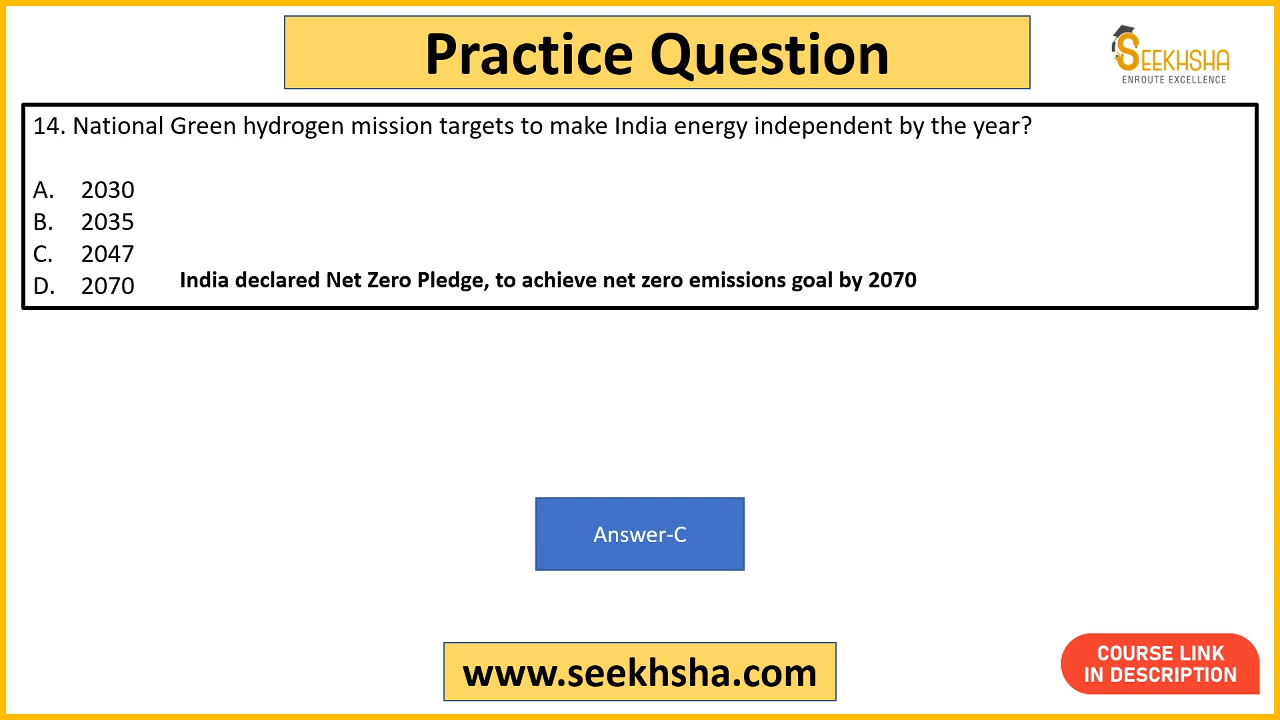 Practice Question
SEEKHSHA
ENROUTE EXCELLENCE
14. National Green hydrogen mission targets to make India energy independent by the year?
A. 2030
B. 2035
C. 2047
D. 2070 India declared Net Zero Pledge, to achieve net zero emissions goal by 2070
Answer-C
www.seekhsha.com
COURSE LINK
IN DESCRIPTION